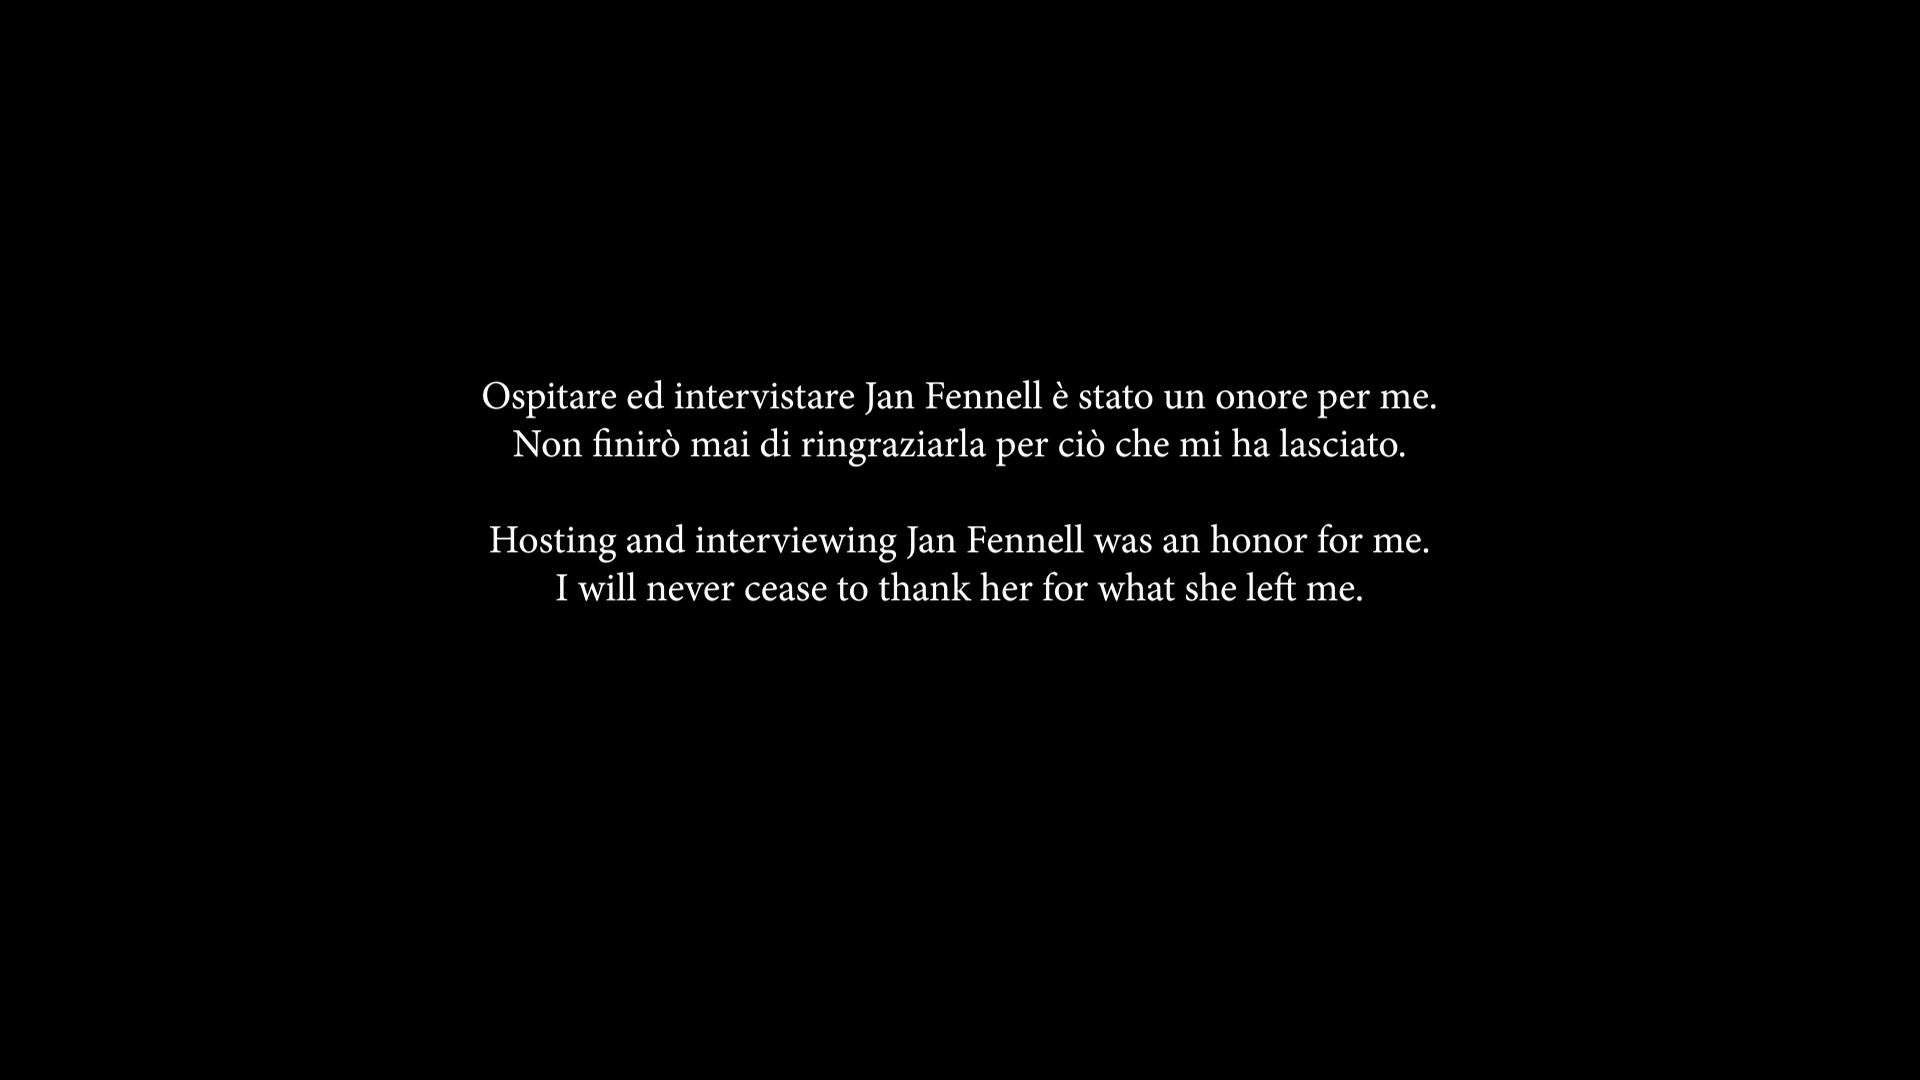 Ospitare ed intervistare Jan Fennell è stato un onore per me.
Non finirò mai di ringraziarla per ciò che mi ha lasciato.
Hosting and interviewing Jan Fennell was an honor for me.
I will never cease to thank her for what she left me.